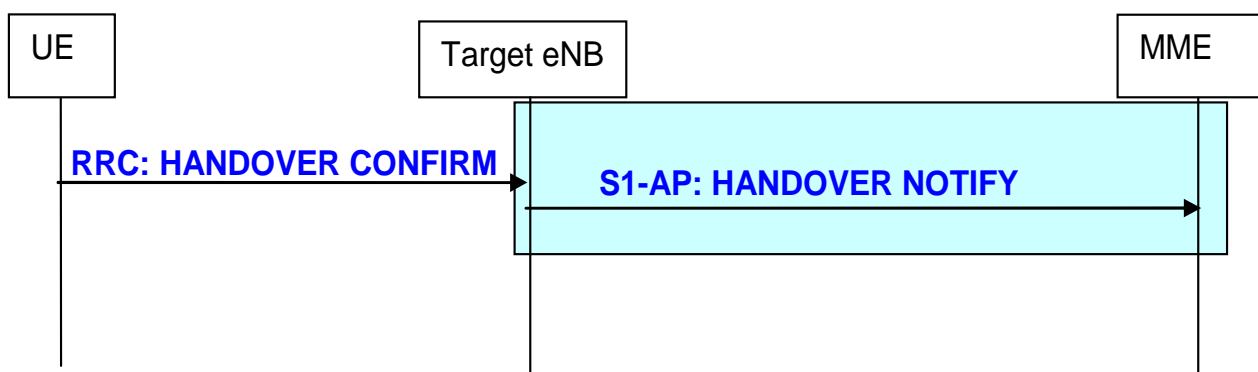 UE
Target eNB
MME
RRC: HANDOVER CONFIRM
S1-AP: HANDOVER NOTIFY